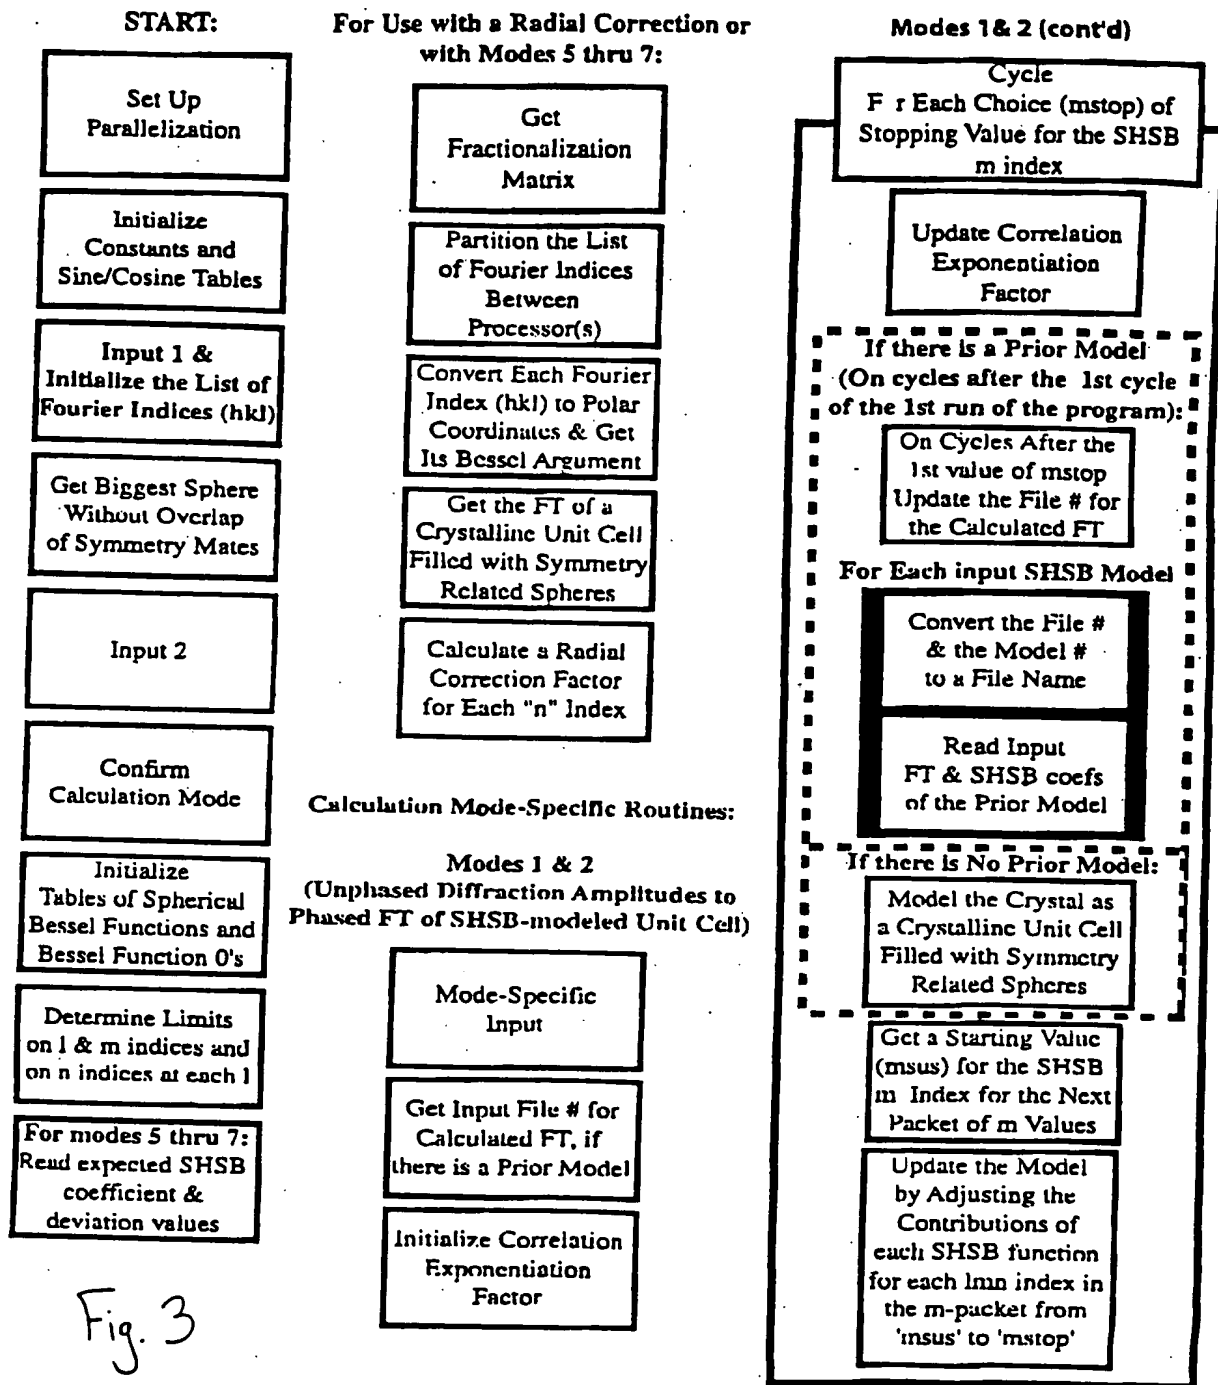 START:
Set Up
Parallelization
Initialize
Constants and
Sine/Cosine Tables
Input 1 &
Initialize the List of
Fourier Indices (hkl)
Get Biggest Sphere
Without Overlap
of Symmetry Mates
Input 2
Confirm
Calculation Mode
Initialize
Tables of Spherical
Bessel Functions and
Bessel Function 0's
Determine Limits
on l & m indices and
on n indices at each l
For modes 5 thru 7:
Read expected SHSB
coefficient &
deviation values
Fig. 3
For Use with a Radial Correction or
with Modes 5 thru 7:
Get
Fractionalization
Matrix
Partition the List
of Fourier Indices
Between
Processor(s)
Convert Each Fourier
Index (hkl) to Polar
Coordinates & Get
Its Bessel Argument
Get the FT of a
Crystalline Unit Cell
Filled with Symmetry
Related Spheres
Calculate a Radial
Correction Factor
for Each "n" Index
Calculation Mode-Specific Routines:
Modes 1 & 2
(Unphased Diffraction Amplitudes to
Phased FT of SHSB-modeled Unit Cell)
Mode-Specific
Input
Get Input File # for
Calculated FT, if
there is a Prior Model
Initialize Correlation
Exponentiation
Factor
Modes 1& 2 (cont'd)
Cycle
F r Each Choice (mstop) of
Stopping Value for the SHSB
m index
Update Correlation
Exponentiation
Factor
If there is a Prior Model
(On cycles after the 1st cycle
of the 1st run of the program):
On Cycles After the
1st value of mstop
Update the File # for
the Calculated FT
For Each input SHSB Model
Convert the File #
& the Model #
to a File Name
Read Input
FT & SHSB coefs
of the Prior Model
If there is No Prior Model:
Model the Crystal as
a Crystalline Unit Cell
Filled with Symmetry
Related Spheres
Get a Starting Value
(msus) for the SHSB
m Index for the Next
Packet of m Values
Update the Model
by Adjusting the
Contributions of
each SHSB function
for each lmn index in
the m-packet from
'msus' to 'mstop'